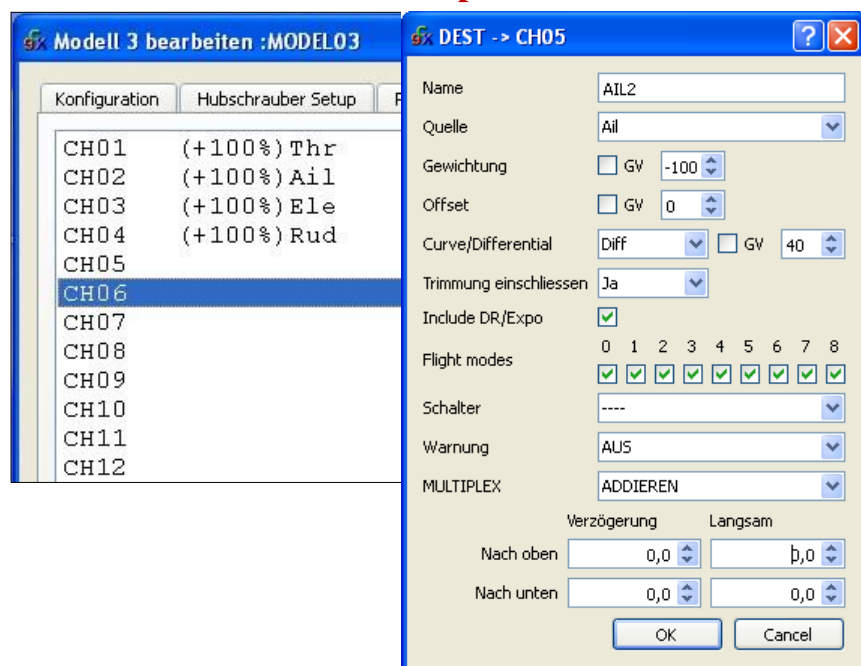 Modell 3 bearbeiten :MODEL03
Konfiguration Hubschrauber Setup
CH01 (+100%)Thr
CH02 (+100%)Ail
CH03 (+100%)Ele
CH04 (+100%)Rud
CH05
CH06
CH07
CH08
CH09
CH10
CH11
CH12
DEST -> CH05
Name AIL2
Quelle Ail
Gewichtung GV -100
Offset GV 0
Curve/Differential Diff GV 40
Trimmung einschliessen Ja
Include DR/Expo
0 1 2 3 4 5 6 7 8
Flight modes
Schalter ----
Warnung AUS
MULTIPLEX ADDIEREN
Verzögerung Langsam
Nach oben 0,0 0,0
Nach unten 0,0 0,0
OK Cancel